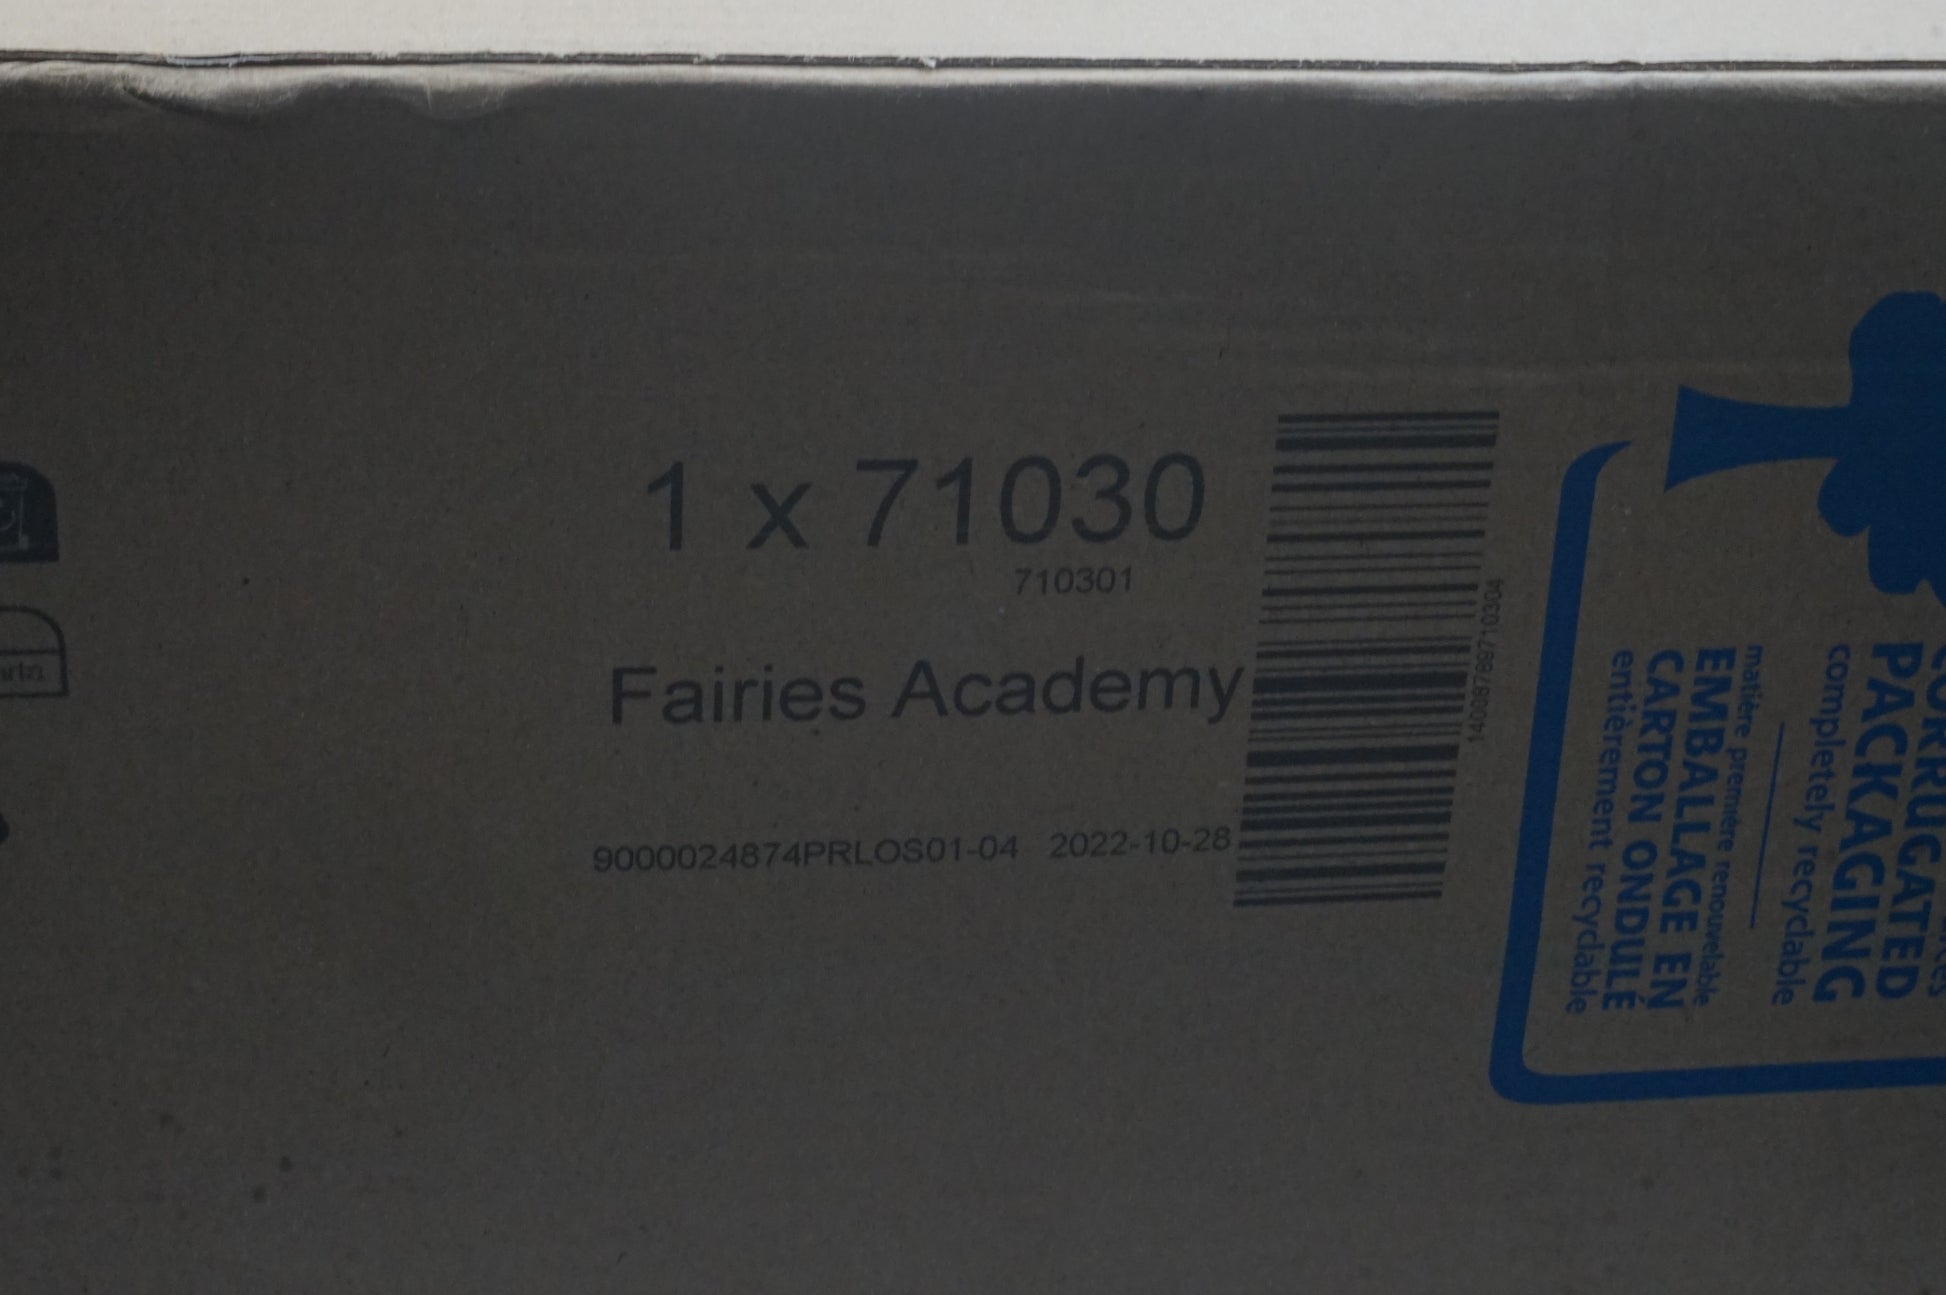 1 x 71030
710301
Fairies Academy
9000024874PRLOS01-04 2022-10-28
14008789710304
CORRUGATED
PACKAGING
completely recyclable
matière première renouvelable
EMBALLAGE EN
CARTON ONDULÉ
entièrement recyclable